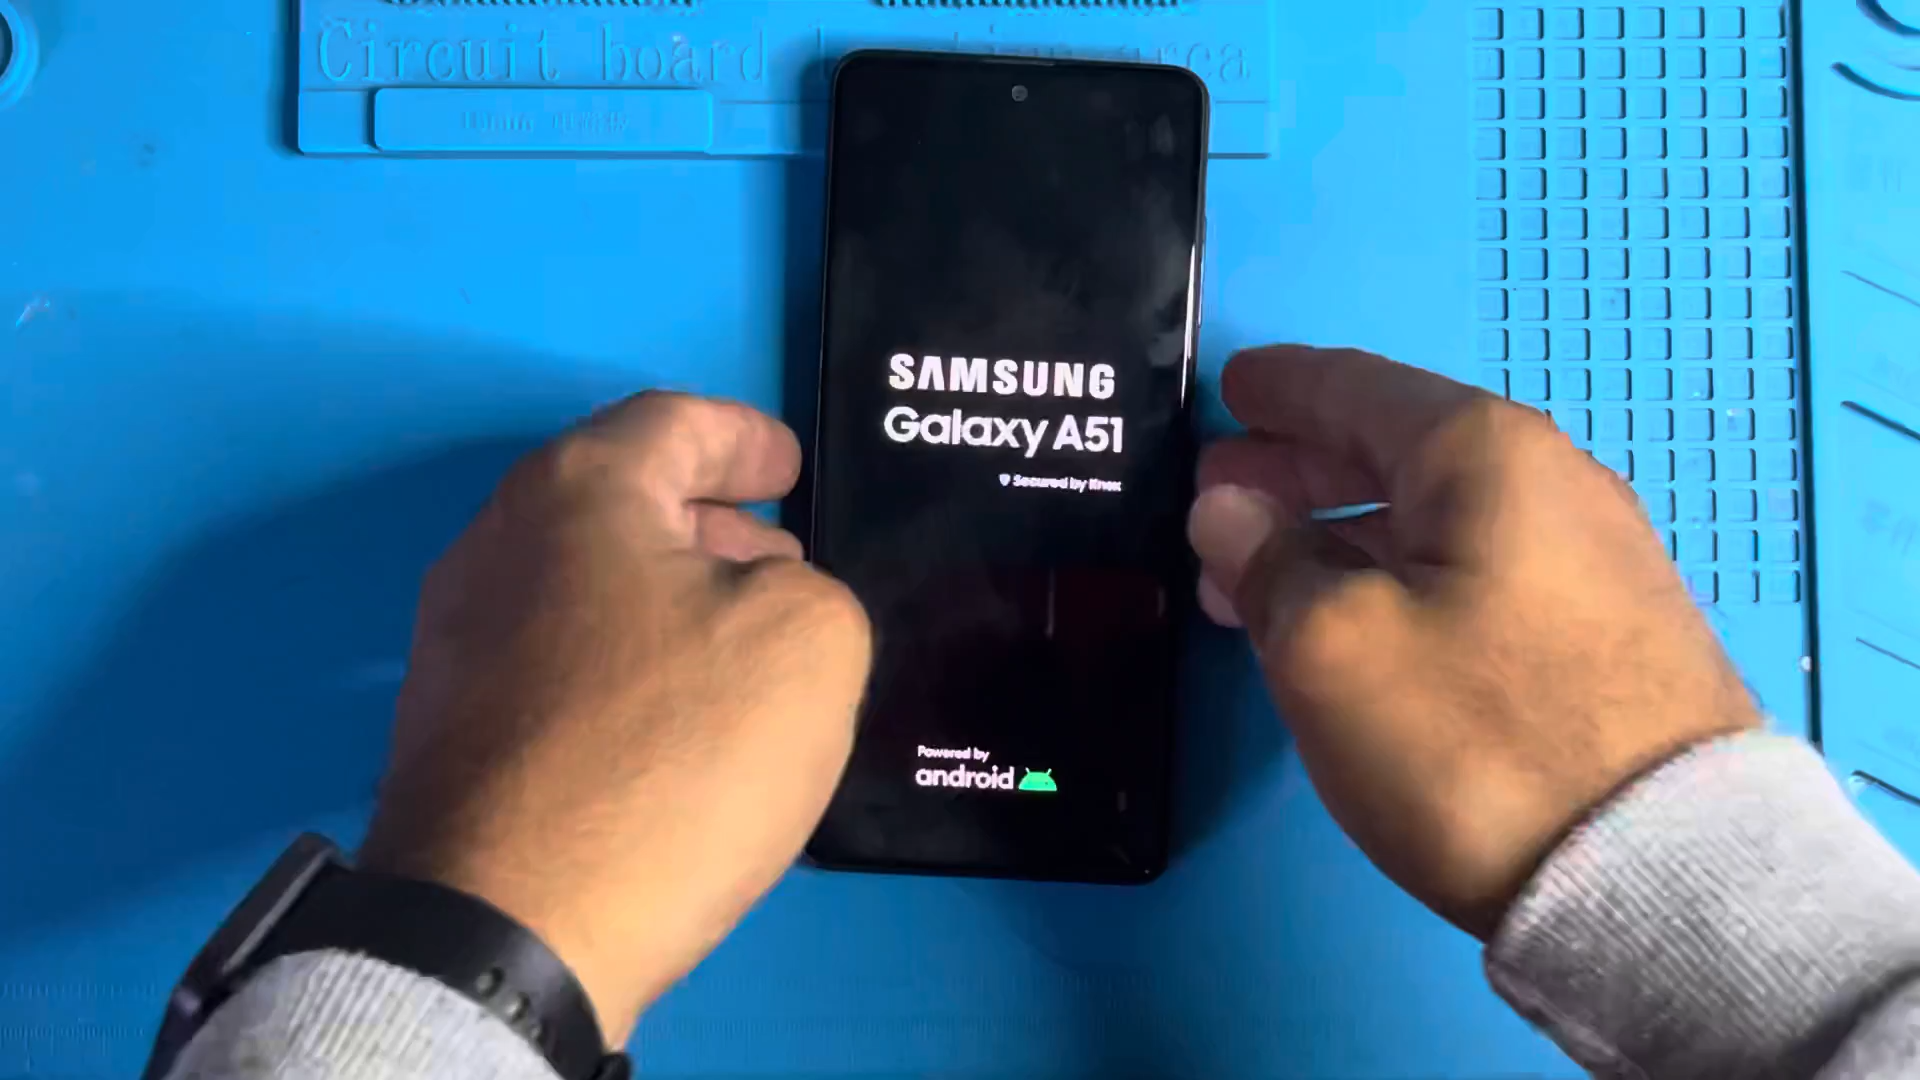 Circuit board
SAMSUNG
Galaxy A51
Secured by Knox
Powered by
android